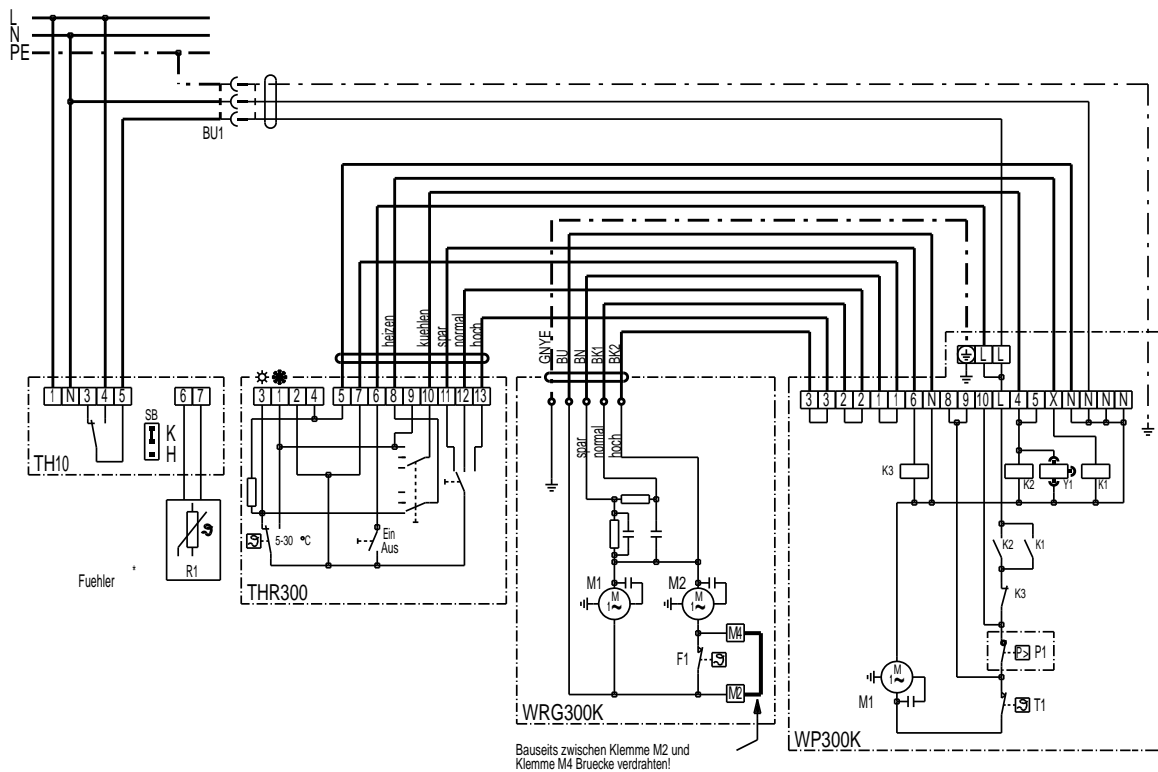 L
N
PE
BU1
heizen
kuehlen
spar
normal
hoch
GNYE
BU
BN
BK1
BK2
L L
1 N 3 4 5
6 7
3 1 2 4
5 7 6 8 9 10 11 12 13
3 3 2 2 1 1 6 N 8 9 10 L 4 5 X N N N N
SB
K
H
TH10
spar
normal
hoch
K3
K2
Y1
K1
5-30 °C
Ein
Aus
K2
K1
R1
Fuehler *
THR300
M1
M 1 ~
M2
M 1 ~
K3
M4
F1
P> P1
M 1 ~
M1
M2
T1
WRG300K
WP300K
Bauseits zwischen Klemme M2 und
Klemme M4 Bruecke verdrahten!